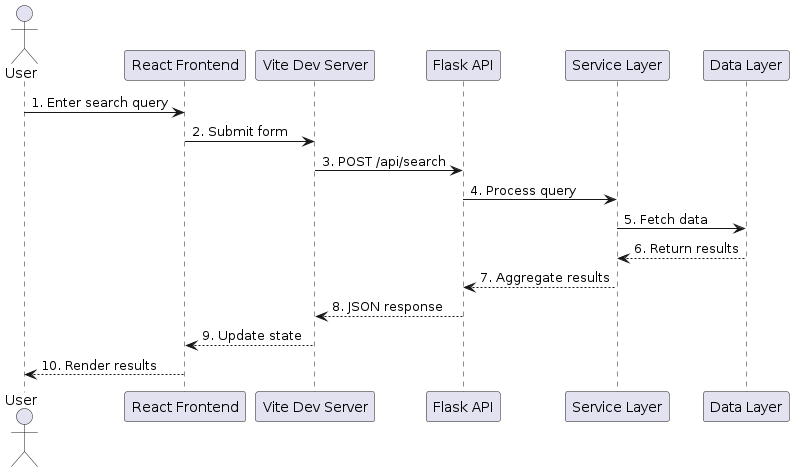 User
React Frontend
Vite Dev Server
Flask API
Service Layer
Data Layer
1. Enter search query
2. Submit form
3. POST /api/search
4. Process query
5. Fetch data
6. Return results
7. Aggregate results
8. JSON response
9. Update state
10. Render results
User
React Frontend
Vite Dev Server
Flask API
Service Layer
Data Layer